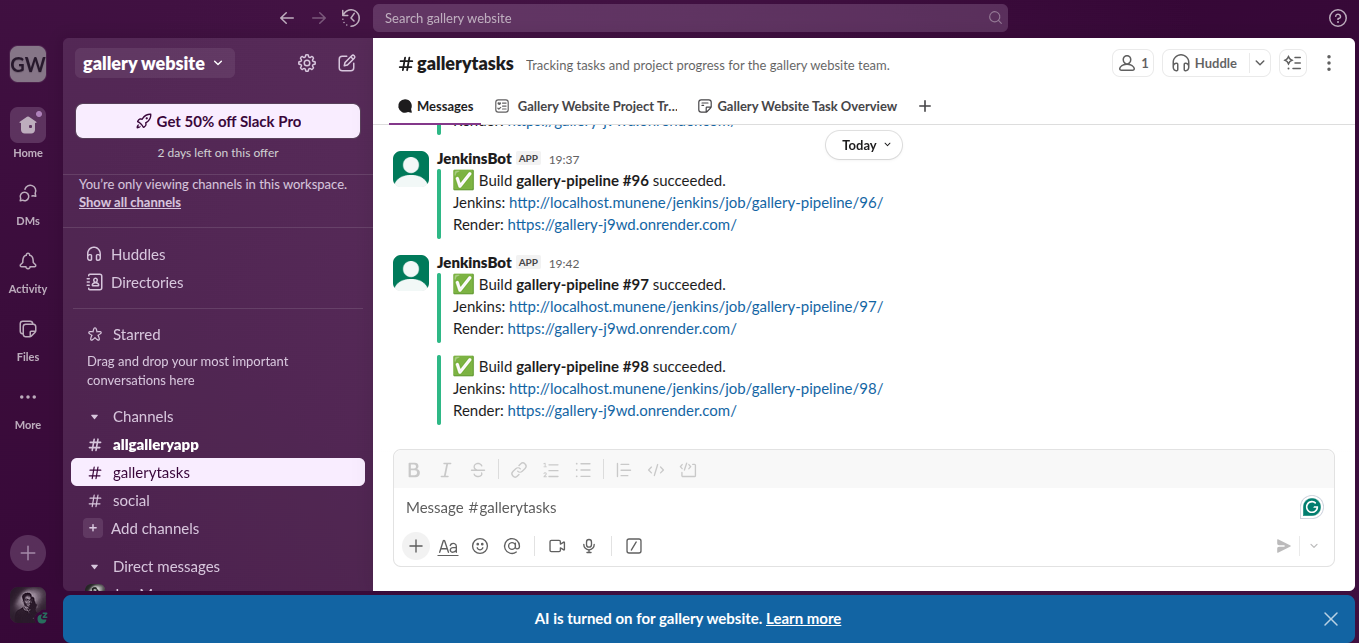 Search gallery website
GW
gallery website
Get 50% off Slack Pro
2 days left on this offer
You're only viewing channels in this workspace.
Show all channels
Home
DMs
Activity
Files
More
Huddles
Directories
Starred
Drag and drop your most important
conversations here
Channels
# allgalleryapp
# gallerytasks
# social
+ Add channels
Direct messages
# gallerytasks
Tracking tasks and project progress for the gallery website team.
1
Huddle
Messages
Gallery Website Project Tr...
Gallery Website Task Overview
Today
Render: https://gallery-j9wd.onrender.com/
JenkinsBot APP 19:37
✅ Build gallery-pipeline #96 succeeded.
Jenkins: http://localhost.munene/jenkins/job/gallery-pipeline/96/
Render: https://gallery-j9wd.onrender.com/
JenkinsBot APP 19:42
✅ Build gallery-pipeline #97 succeeded.
Jenkins: http://localhost.munene/jenkins/job/gallery-pipeline/97/
Render: https://gallery-j9wd.onrender.com/
✅ Build gallery-pipeline #98 succeeded.
Jenkins: http://localhost.munene/jenkins/job/gallery-pipeline/98/
Render: https://gallery-j9wd.onrender.com/
B I S
Message #gallerytasks
Aa
AI is turned on for gallery website. Learn more